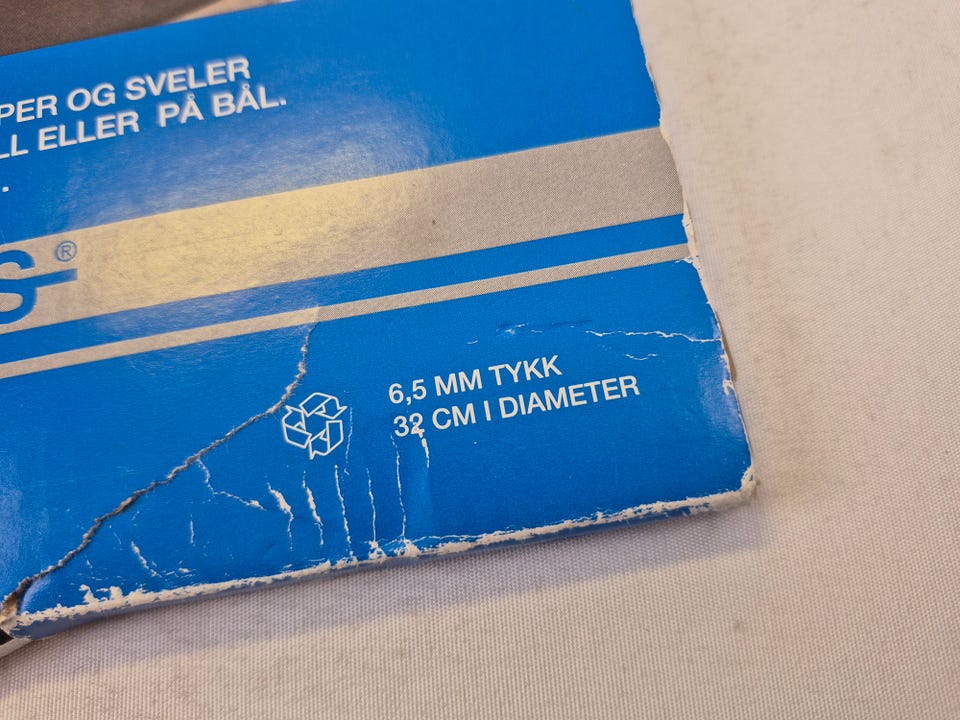 PER OG SVELER
LL ELLER PÅ BÅL.
.
S®
6,5 MM TYKK
32 CM I DIAMETER